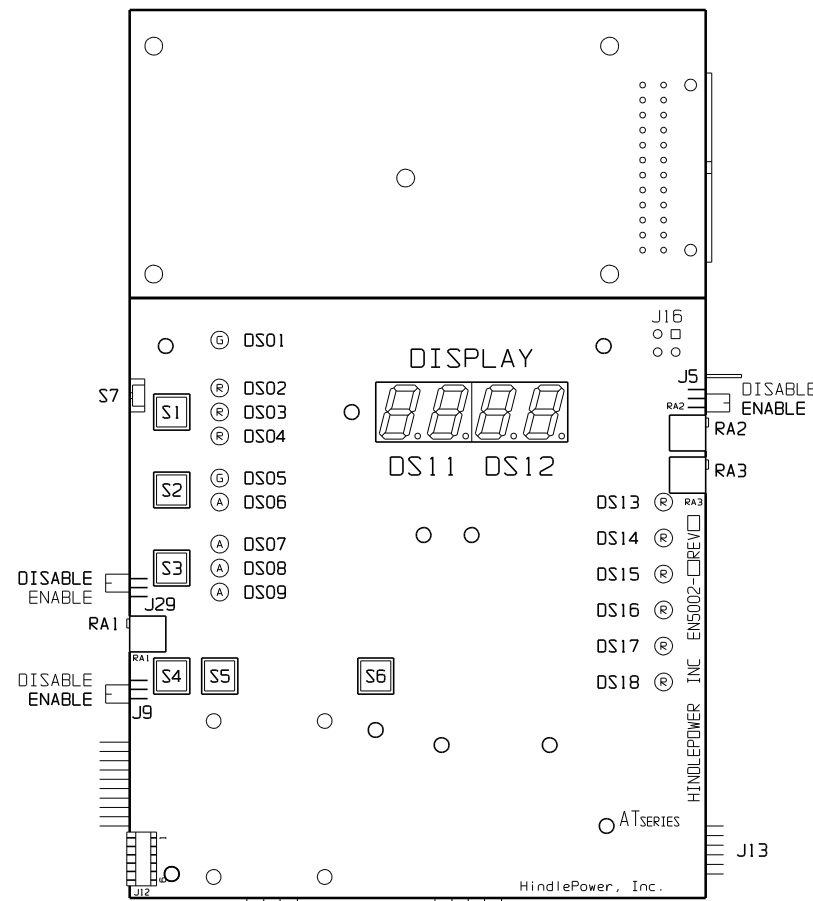 J16
G DS01
DISPLAY
J5
DISABLE
ENABLE
S7
R DS02
S1
R DS03
R DS04
RA2
RA2
DS11 DS12
RA3
G DS05
S2
A DS06
DS13 R
RA3
A DS07
DS14 R
S3
A DS08
DS15 R
DISABLE
ENABLE
A DS09
J29
DS16 R
RA1
DS17 R
RA1
S4
S5
S6
DS18 R
DISABLE
ENABLE
J9
HINDLEPOWER INC EN5002- REV
ATSERIES
J13
1
6
J12
HindlePower, Inc.